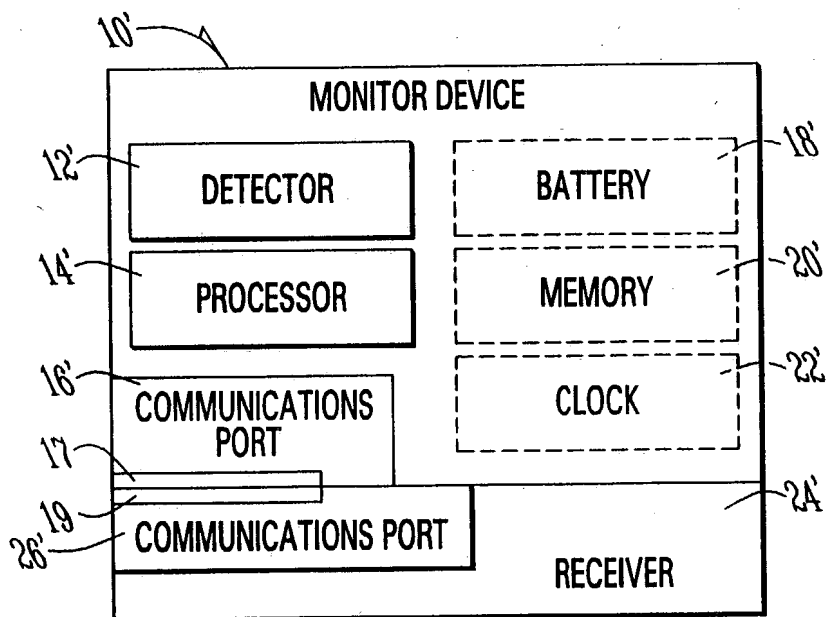 10'
MONITOR DEVICE
12'
DETECTOR
BATTERY
18'
14'
PROCESSOR
MEMORY
20'
16'
COMMUNICATIONS
PORT
CLOCK
22'
17
19
26'
COMMUNICATIONS PORT
24'
RECEIVER